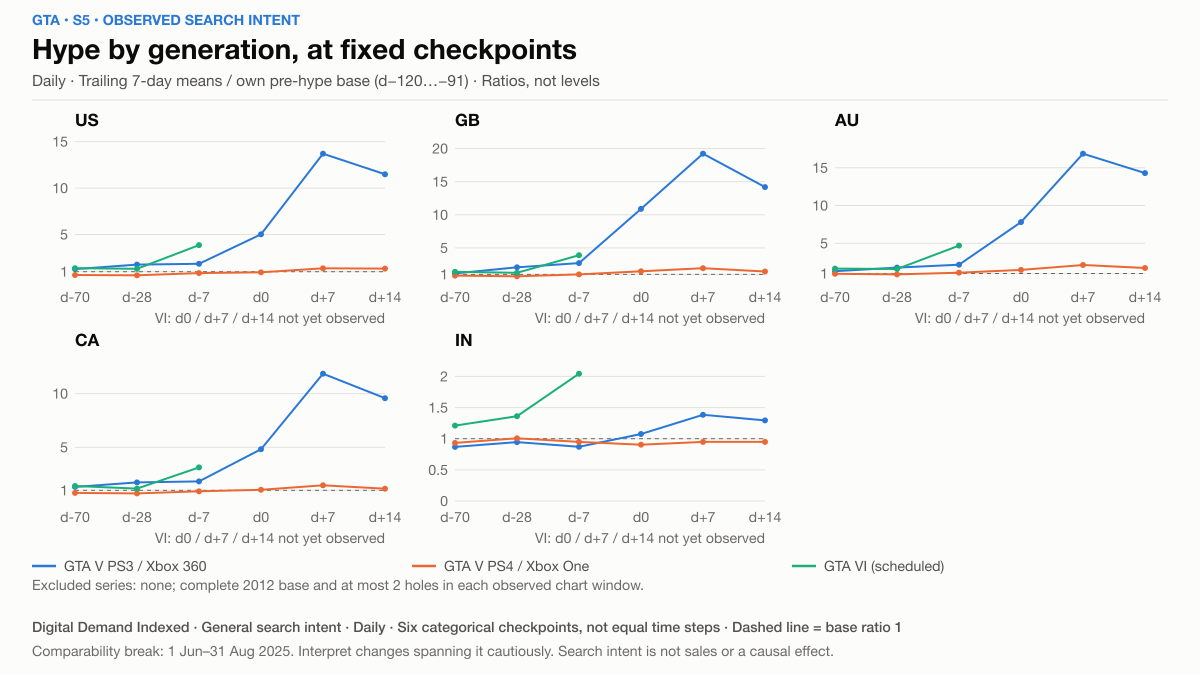 GTA · S5 · OBSERVED SEARCH INTENT
Hype by generation, at fixed checkpoints
Daily · Trailing 7-day means / own pre-hype base (d−120…−91) · Ratios, not levels
US
15
10
5
1
d-70 d-28 d-7 d0 d+7 d+14
VI: d0 / d+7 / d+14 not yet observed
GB
20
15
10
5
1
d-70 d-28 d-7 d0 d+7 d+14
VI: d0 / d+7 / d+14 not yet observed
AU
15
10
5
1
d-70 d-28 d-7 d0 d+7 d+14
VI: d0 / d+7 / d+14 not yet observed
CA
10
5
1
d-70 d-28 d-7 d0 d+7 d+14
VI: d0 / d+7 / d+14 not yet observed
IN
2
1.5
1
0.5
0
d-70 d-28 d-7 d0 d+7 d+14
VI: d0 / d+7 / d+14 not yet observed
GTA V PS3 / Xbox 360 GTA V PS4 / Xbox One GTA VI (scheduled)
Excluded series: none; complete 2012 base and at most 2 holes in each observed chart window.
Digital Demand Indexed · General search intent · Daily · Six categorical checkpoints, not equal time steps · Dashed line = base ratio 1
Comparability break: 1 Jun–31 Aug 2025. Interpret changes spanning it cautiously. Search intent is not sales or a causal effect.